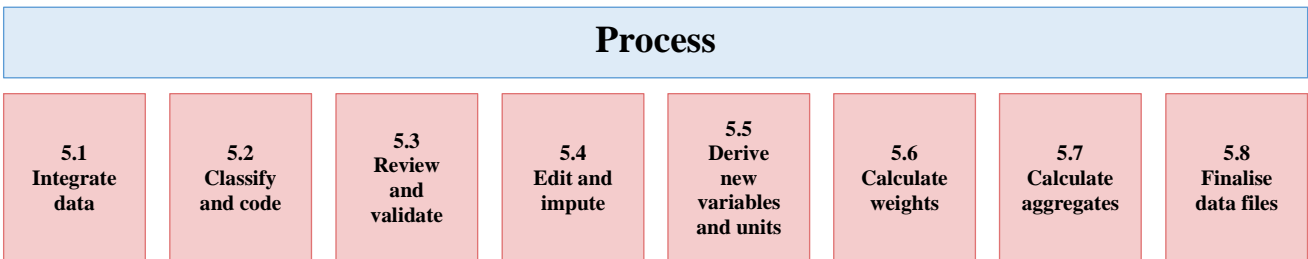 Process
5.1
Integrate
data
5.2
Classify
and code
5.3
Review
and
validate
5.4
Edit and
impute
5.5
Derive
new
variables
and units
5.6
Calculate
weights
5.7
Calculate
aggregates
5.8
Finalise
data files